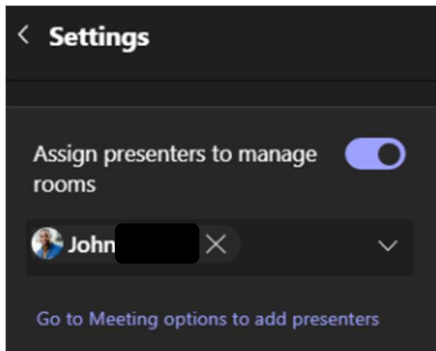 Settings
Assign presenters to manage
rooms
John
Go to Meeting options to add presenters